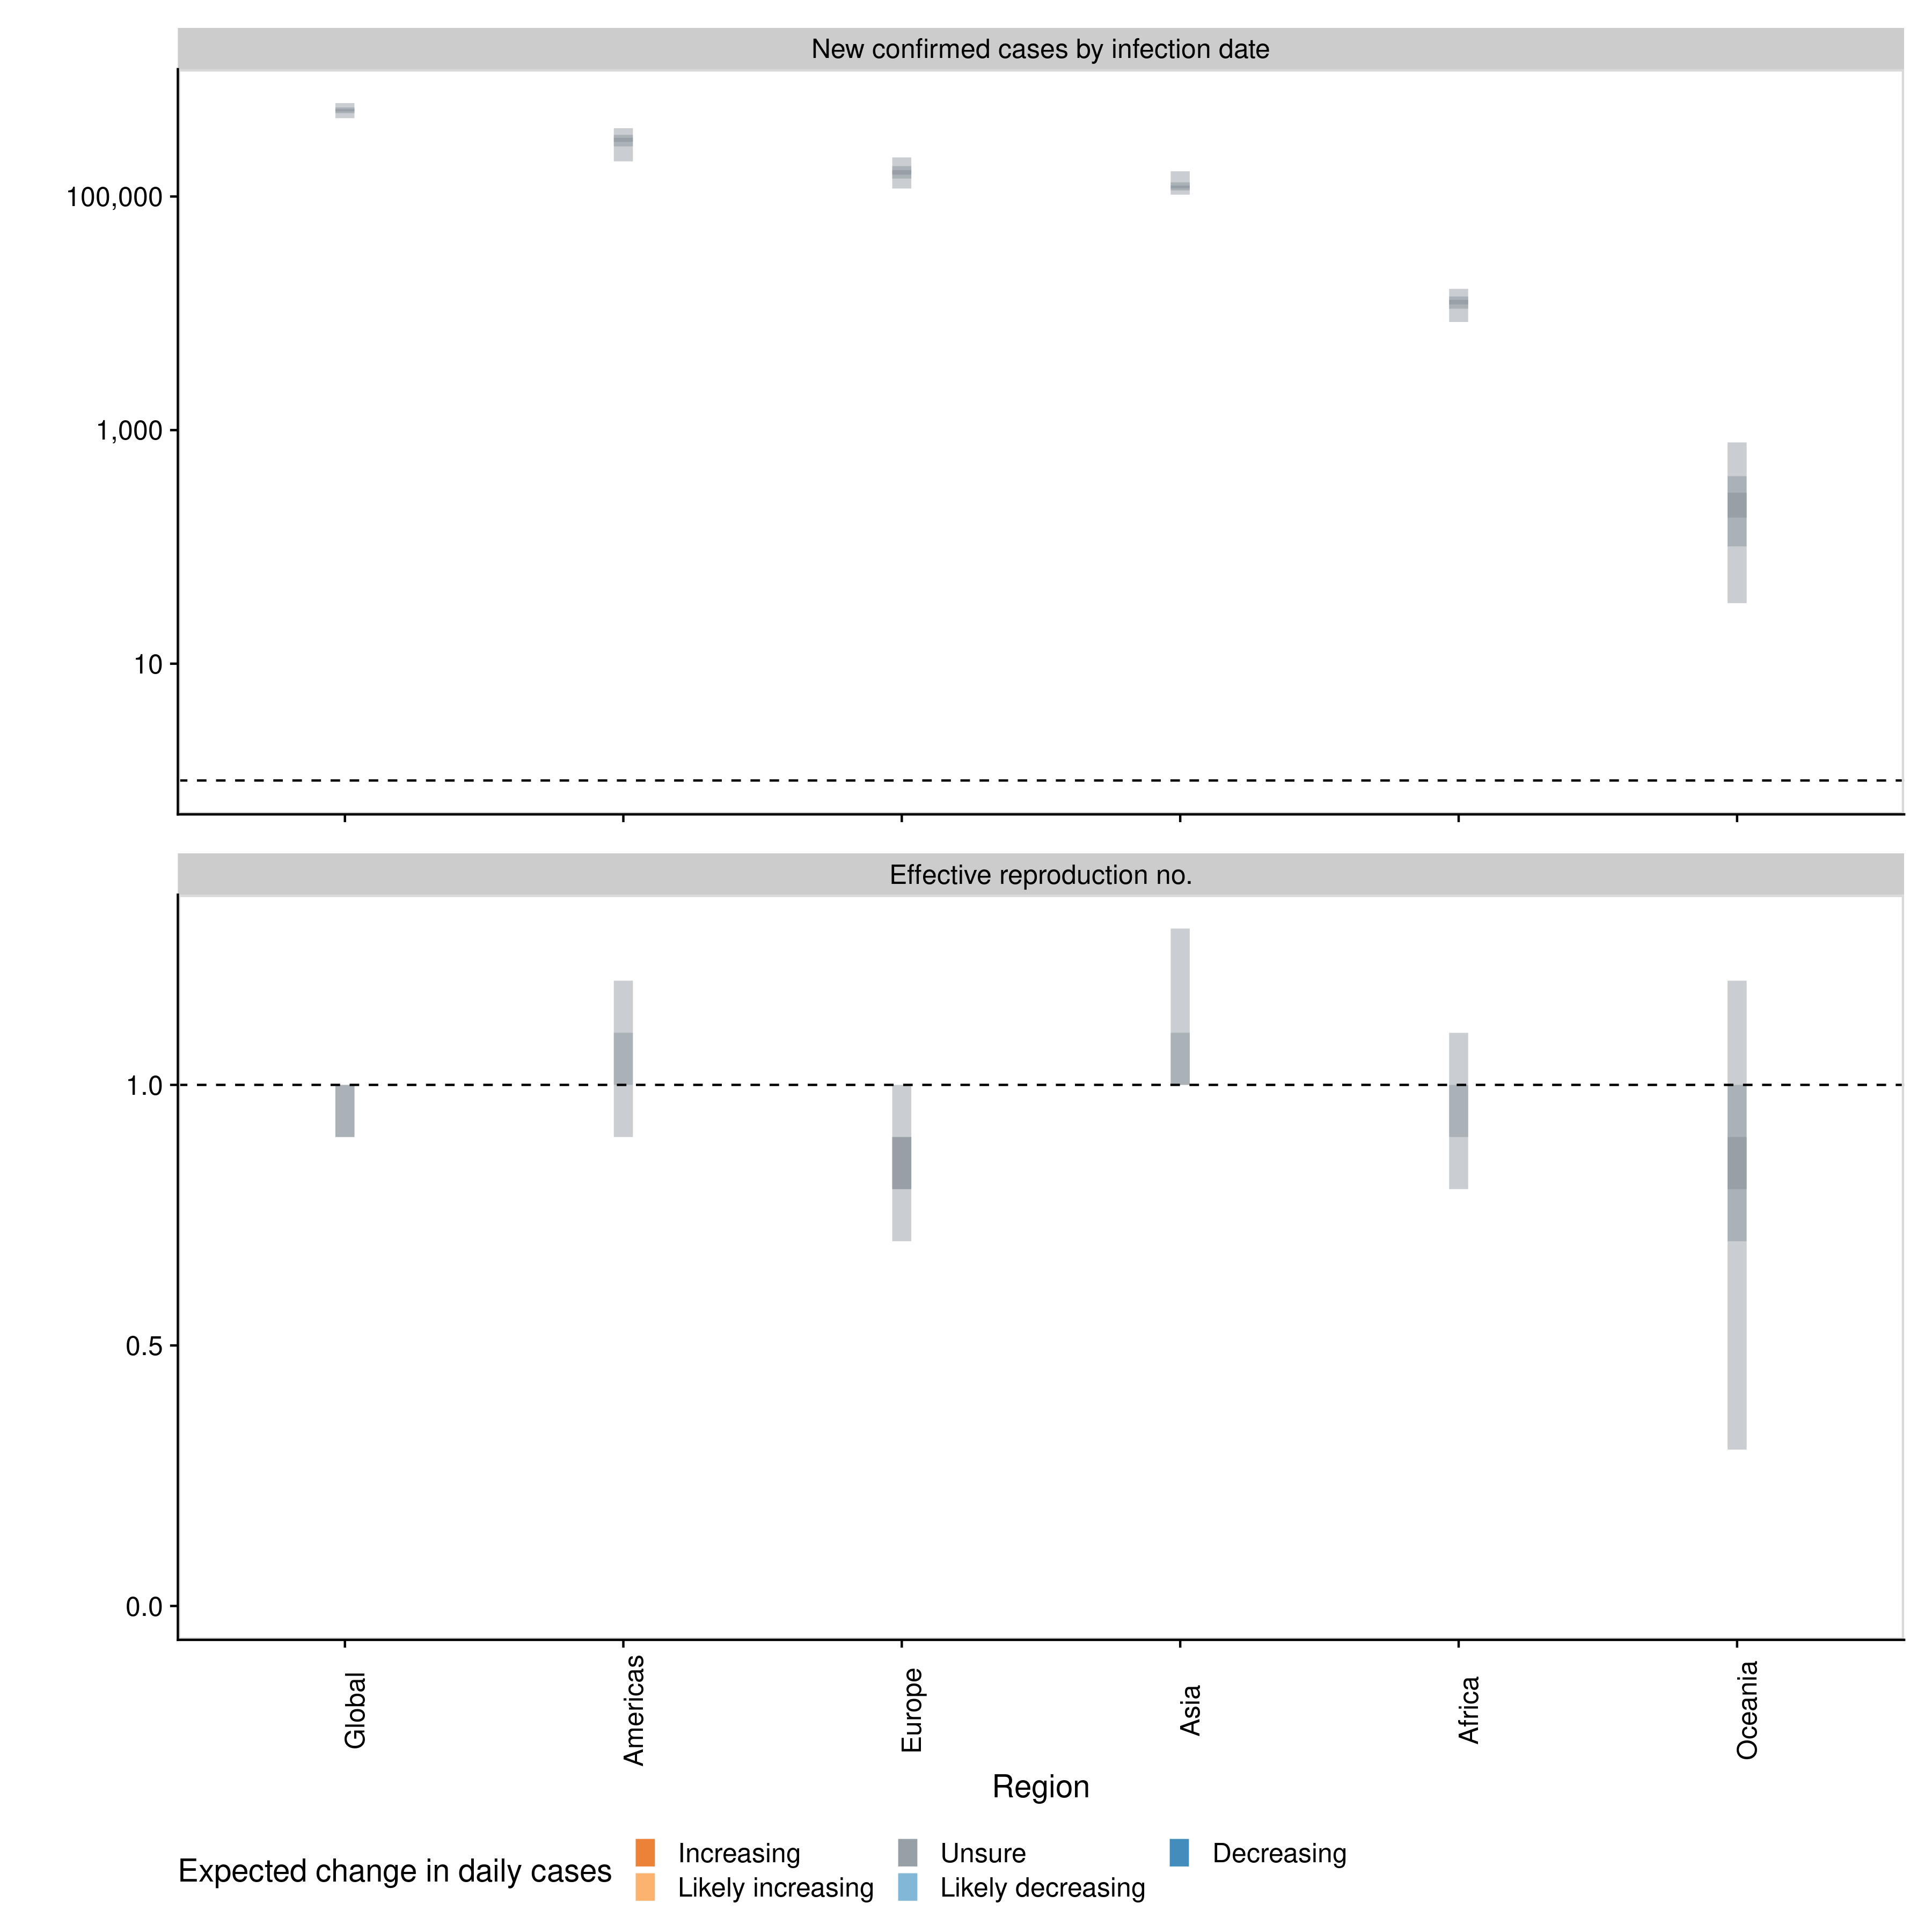 New confirmed cases by infection date
100,000
1,000
10
Effective reproduction no.
1.0
0.5
0.0
Global
Americas
Europe
Asia
Africa
Oceania
Region
Expected change in daily cases
Increasing
Unsure
Decreasing
Likely increasing
Likely decreasing